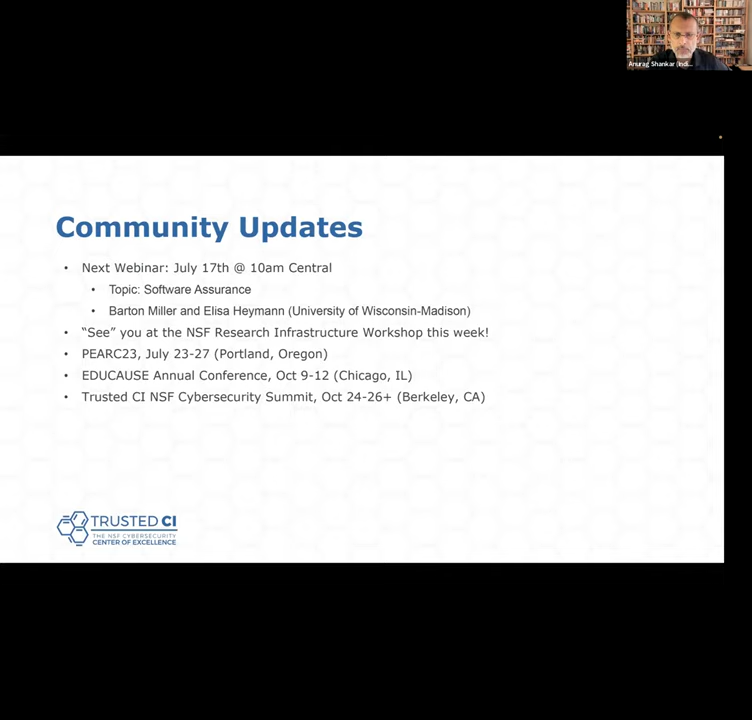 Anurag Shankar (Indi...
Community Updates
• Next Webinar: July 17th @ 10am Central
• Topic: Software Assurance
• Barton Miller and Elisa Heymann (University of Wisconsin-Madison)
• “See” you at the NSF Research Infrastructure Workshop this week!
• PEARC23, July 23-27 (Portland, Oregon)
• EDUCAUSE Annual Conference, Oct 9-12 (Chicago, IL)
• Trusted CI NSF Cybersecurity Summit, Oct 24-26+ (Berkeley, CA)
TRUSTED CI
THE NSF CYBERSECURITY
CENTER OF EXCELLENCE